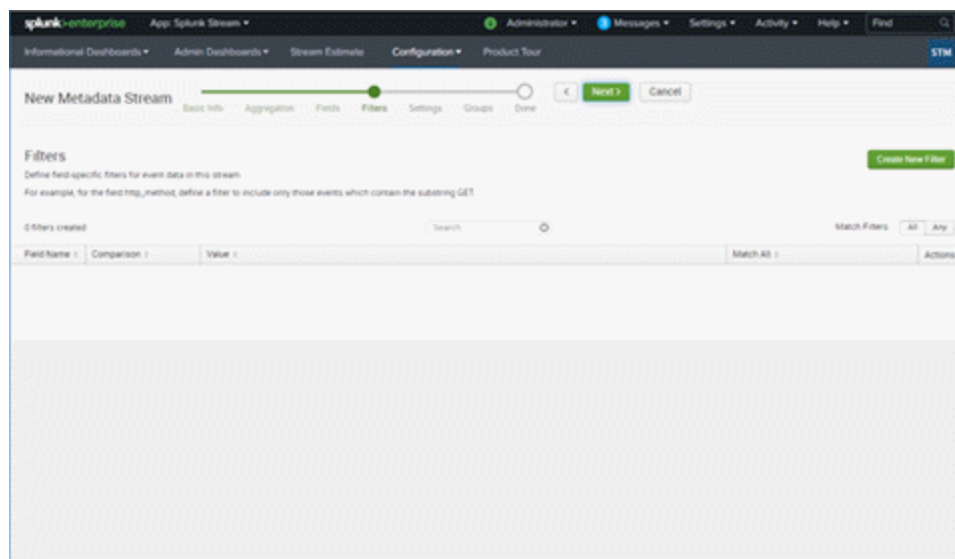 splunk>enterprise App: Splunk Stream Administrator 3 Messages Settings Activity Help Find
Informational Dashboards Admin Dashboards Stream Estimate Configuration Product Tour STM
New Metadata Stream Basic Info Aggregation Fields Filters Settings Groups Done < Next > Cancel
Filters Create New Filter
Define field-specific filters for event data in this stream.
For example, for the field http_method, define a filter to include only those events which contain the substring GET.
0 filters created Search Match Filters All Any
Field Name Comparison Value Match All Actions